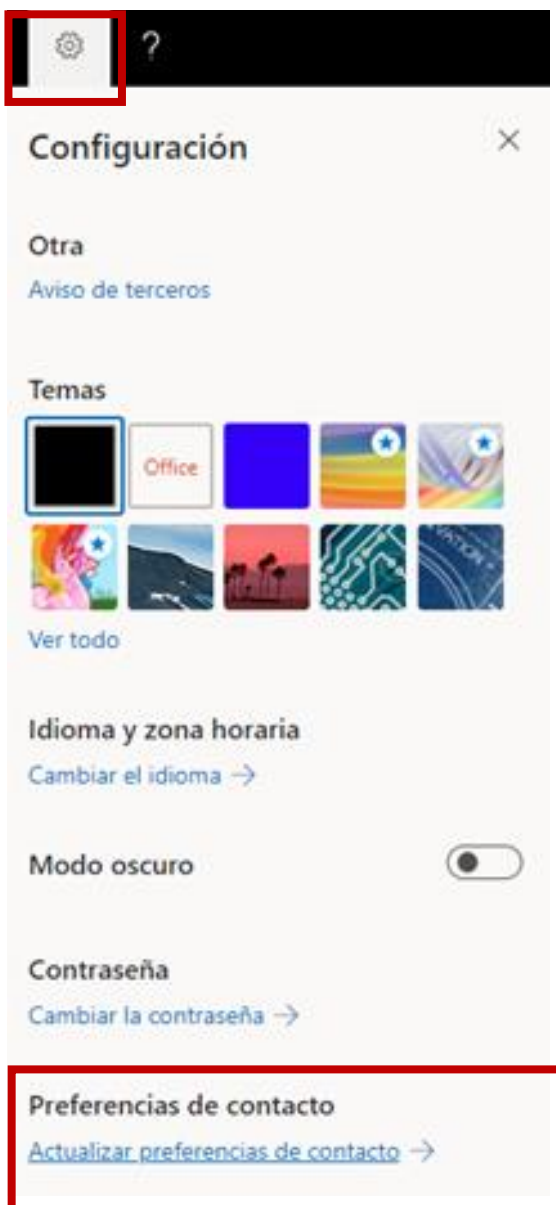 ?
Configuración
Otra
Aviso de terceros
Temas
Office
VATION
Ver todo
Idioma y zona horaria
Cambiar el idioma →
Modo oscuro
Contraseña
Cambiar la contraseña →
Preferencias de contacto
Actualizar preferencias de contacto →